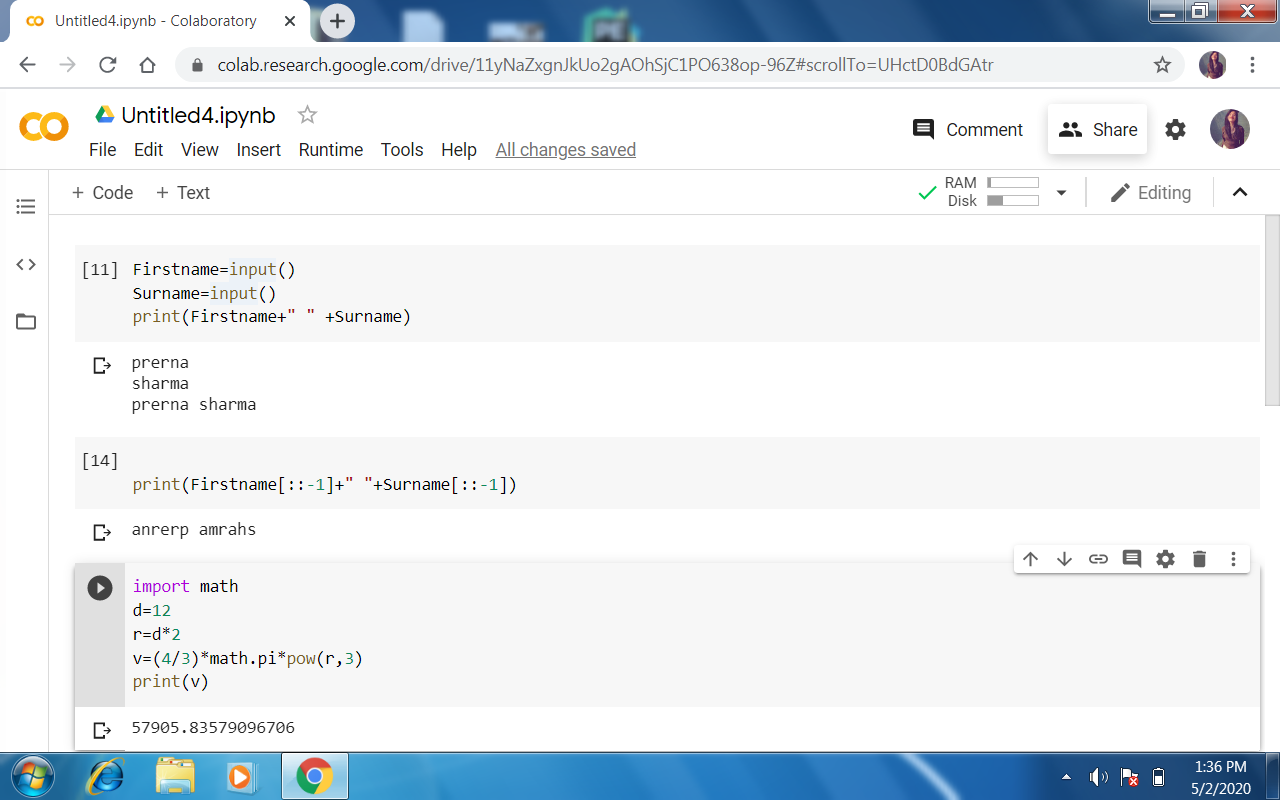 Untitled4.ipynb - Colaboratory
colab.research.google.com/drive/11yNaZxgnJkUo2gAOhSjC1PO638op-96Z#scrollTo=UHctD0BdGAtr
Untitled4.ipynb
Comment Share
File Edit View Insert Runtime Tools Help All changes saved
+ Code + Text
RAM
Disk
Editing
[11] Firstname=input()
Surname=input()
print(Firstname+" " +Surname)
prerna
sharma
prerna sharma
[14]
print(Firstname[::-1]+" "+Surname[::-1])
anrerp amrahs
import math
d=12
r=d*2
v=(4/3)*math.pi*pow(r,3)
print(v)
57905.83579096706
1:36 PM
5/2/2020